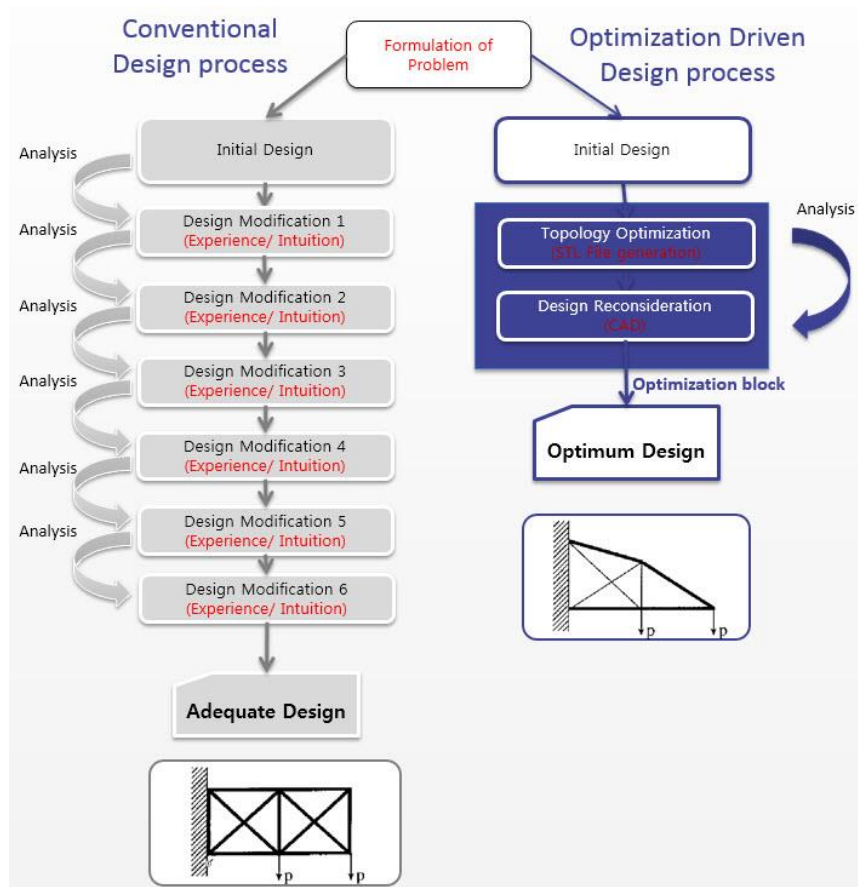 Conventional
Design process
Formulation of
Problem
Optimization Driven
Design process
Analysis
Initial Design
Analysis
Design Modification 1
(Experience/ Intuition)
Analysis
Design Modification 2
(Experience/ Intuition)
Analysis
Design Modification 3
(Experience/ Intuition)
Analysis
Design Modification 4
(Experience/ Intuition)
Analysis
Design Modification 5
(Experience/ Intuition)
Design Modification 6
(Experience/ Intuition)
Adequate Design
p
p
Initial Design
Analysis
Topology Optimization
(STL File generation)
Design Reconsideration
(CAD)
Optimization block
Optimum Design
p
p